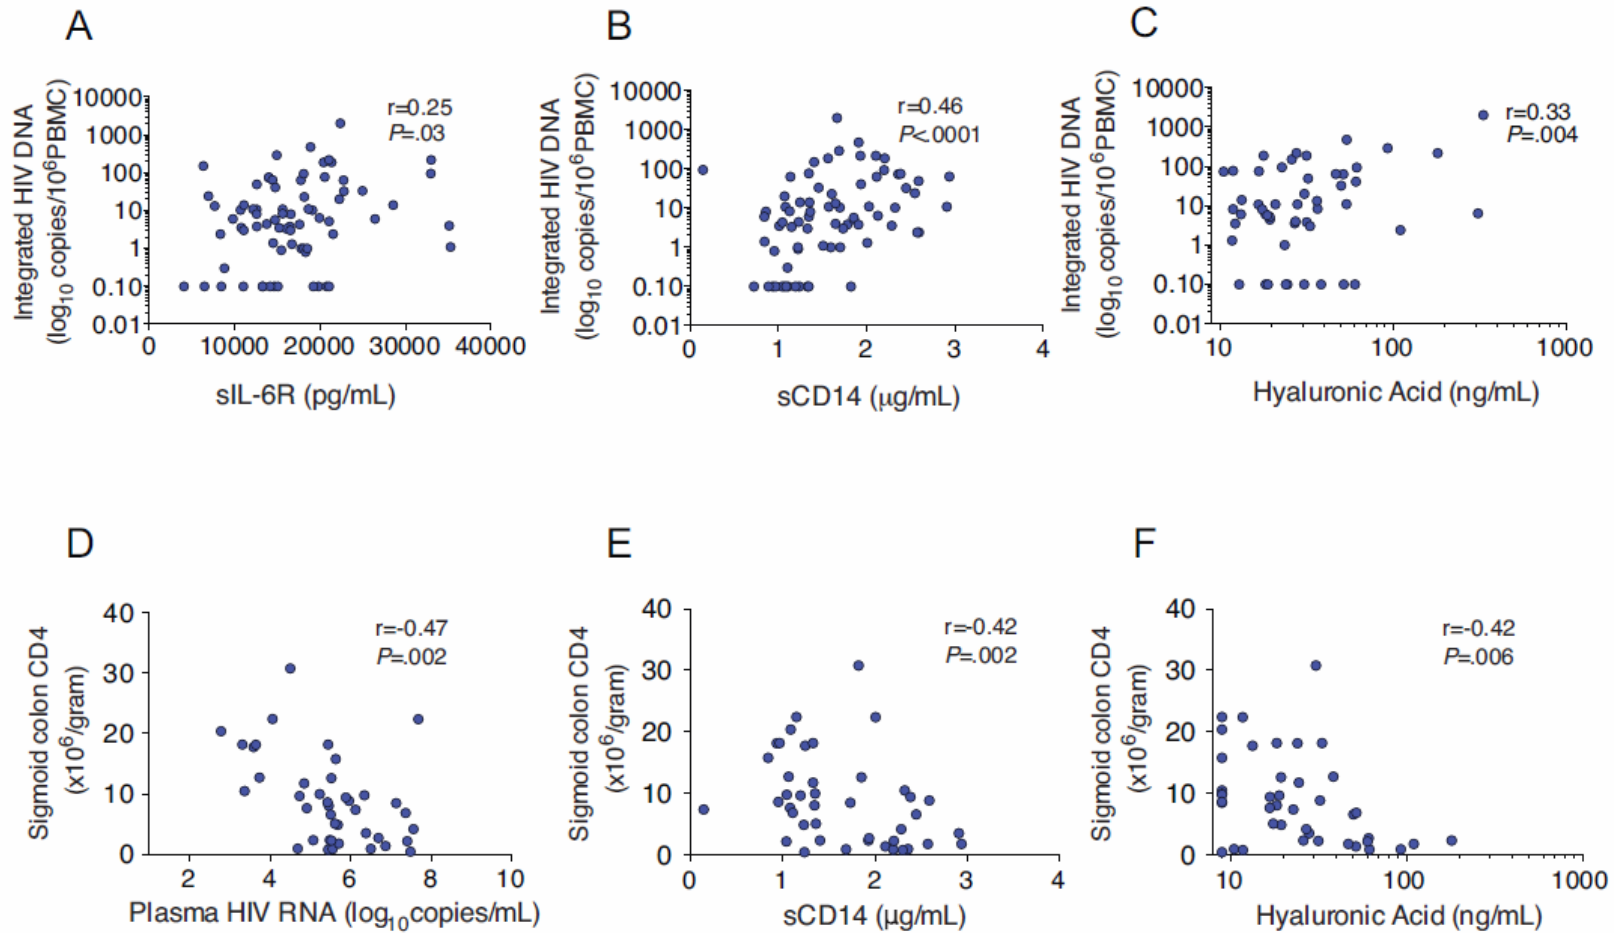 A
B
C
Integrated HIV DNA
(log10 copies/10^6PBMC)
10000
1000
100
10
1
0.10
0.01
r=0.25
P=.03
0 10000 20000 30000 40000
sIL-6R (pg/mL)
Integrated HIV DNA
(log10 copies/10^6PBMC)
10000
1000
100
10
1
0.10
0.01
r=0.46
P<.0001
0 1 2 3 4
sCD14 (µg/mL)
Integrated HIV DNA
(log10 copies/10^6PBMC)
10000
1000
100
10
1
0.10
0.01
r=0.33
P=.004
10 100 1000
Hyaluronic Acid (ng/mL)
D
E
F
Sigmoid colon CD4
(x10^6/gram)
40
30
20
10
0
r=-0.47
P=.002
2 4 6 8 10
Plasma HIV RNA (log10copies/mL)
Sigmoid colon CD4
(x10^6/gram)
40
30
20
10
0
r=-0.42
P=.002
0 1 2 3 4
sCD14 (µg/mL)
Sigmoid colon CD4
(x10^6/gram)
40
30
20
10
0
r=-0.42
P=.006
10 100 1000
Hyaluronic Acid (ng/mL)